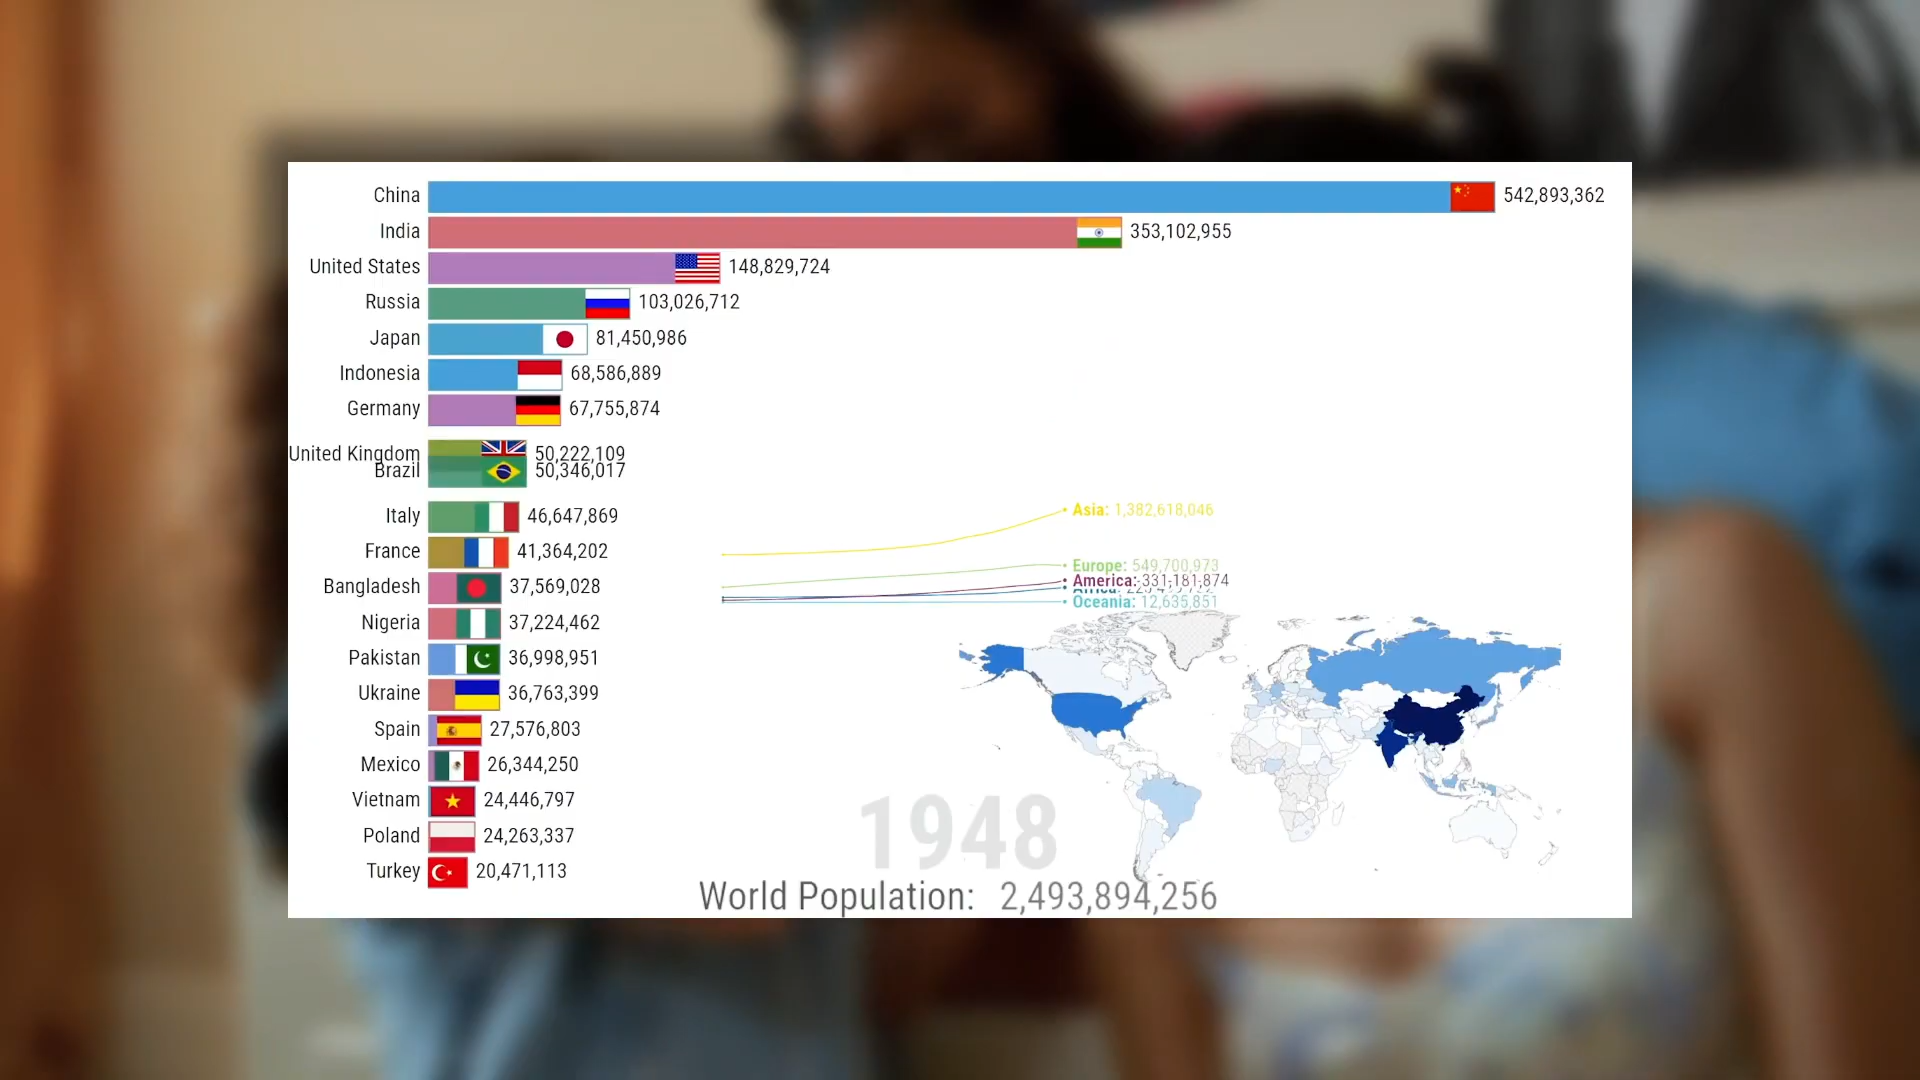 China 542,893,362
India 353,102,955
United States 148,829,724
Russia 103,026,712
Japan 81,450,986
Indonesia 68,586,889
Germany 67,755,874
United Kingdom 50,222,109
Brazil 50,346,017
Italy 46,647,869
France 41,364,202
Bangladesh 37,569,028
Nigeria 37,224,462
Pakistan 36,998,951
Ukraine 36,763,399
Spain 27,576,803
Mexico 26,344,250
Vietnam 24,446,797
Poland 24,263,337
Turkey 20,471,113
Asia: 1,382,618,046
Europe: 549,700,973
America: 331,181,874
Africa:
Oceania: 12,635,851
1948
World Population: 2,493,894,256